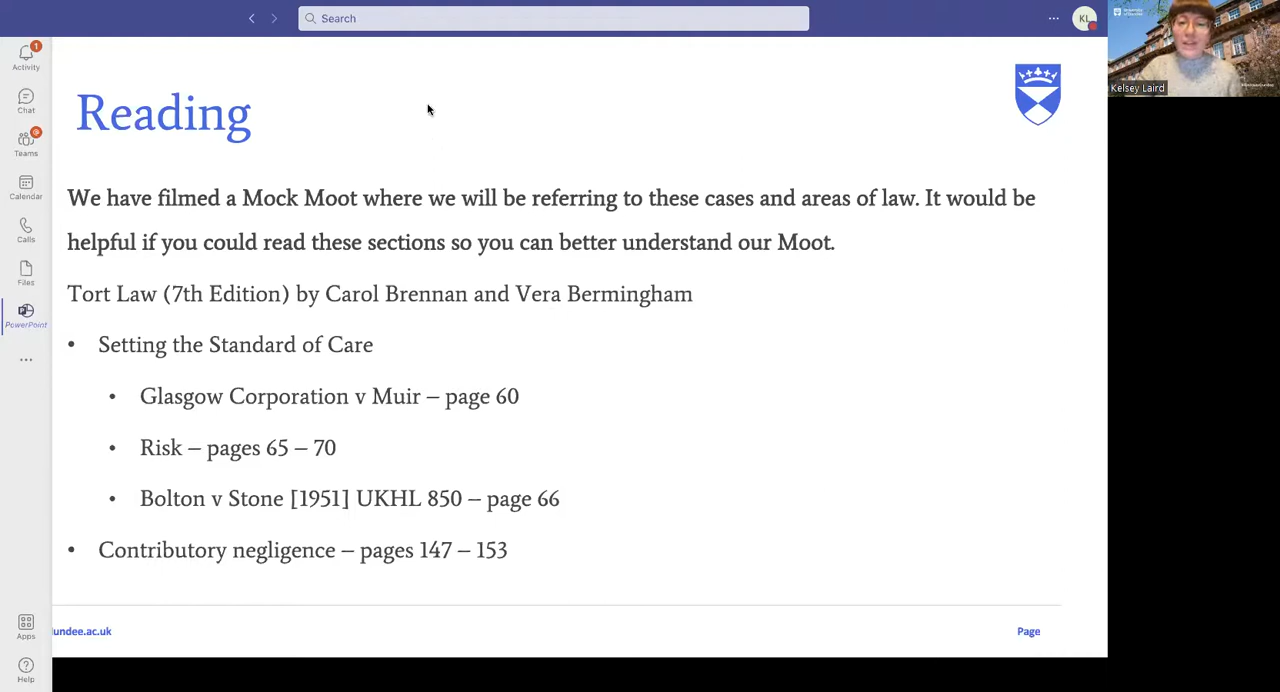 Search
KL
Activity
1
Chat
Teams
Calendar
Calls
Files
PowerPoint
Apps
Help
Reading
We have filmed a Mock Moot where we will be referring to these cases and areas of law. It would be
helpful if you could read these sections so you can better understand our Moot.
Tort Law (7th Edition) by Carol Brennan and Vera Bermingham
• Setting the Standard of Care
• Glasgow Corporation v Muir – page 60
• Risk – pages 65 – 70
• Bolton v Stone [1951] UKHL 850 – page 66
• Contributory negligence – pages 147 – 153
undee.ac.uk
Page
Kelsey Laird